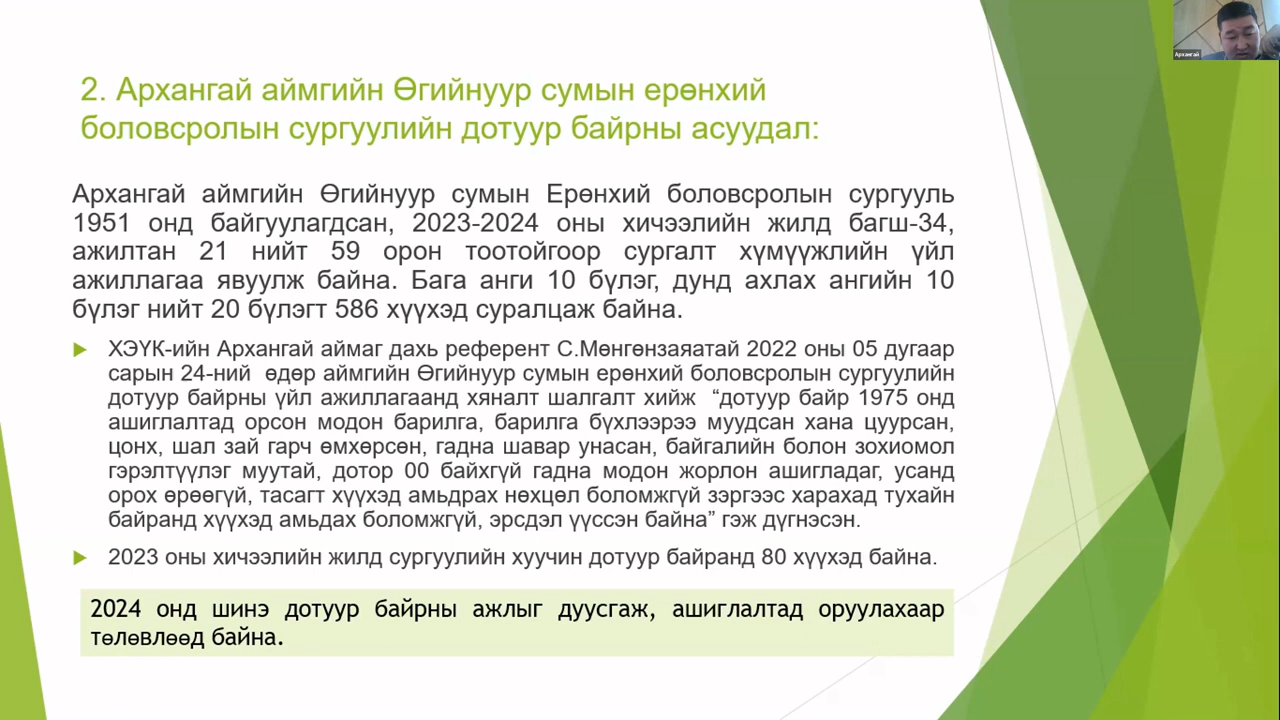 Архангай
2. Архангай аймгийн Өгийнуур сумын ерөнхий
боловсролын сургуулийн дотуур байрны асуудал:
Архангай аймгийн Өгийнуур сумын Ерөнхий боловсролын сургууль
1951 онд байгуулагдсан, 2023-2024 оны хичээлийн жилд багш-34,
ажилтан 21 нийт 59 орон тоотойгоор сургалт хүмүүжлийн үйл
ажиллагаа явуулж байна. Бага анги 10 бүлэг, дунд ахлах ангийн 10
бүлэг нийт 20 бүлэгт 586 хүүхэд суралцаж байна.
ХЭҮК-ийн Архангай аймаг дахь референт С.Мөнгөнзаяатай 2022 оны 05 дугаар
сарын 24-ний өдөр аймгийн Өгийнуур сумын ерөнхий боловсролын сургуулийн
дотуур байрны үйл ажиллагаанд хяналт шалгалт хийж “дотуур байр 1975 онд
ашиглалтад орсон модон барилга, барилга бүхлээрээ муудсан хана цуурсан,
цонх, шал зай гарч өмхөрсөн, гадна шавар унасан, байгалийн болон зохиомол
гэрэлтүүлэг муутай, дотор 00 байхгүй гадна модон жорлон ашигладаг, усанд
орох өрөөгүй, тасагт хүүхэд амьдрах нөхцөл боломжгүй зэргээс харахад тухайн
байранд хүүхэд амьдах боломжгүй, эрсдэл үүссэн байна” гэж дүгнэсэн.
2023 оны хичээлийн жилд сургуулийн хуучин дотуур байранд 80 хүүхэд байна.
2024 онд шинэ дотуур байрны ажлыг дуусгаж, ашиглалтад оруулахаар
төлөвлөөд байна.